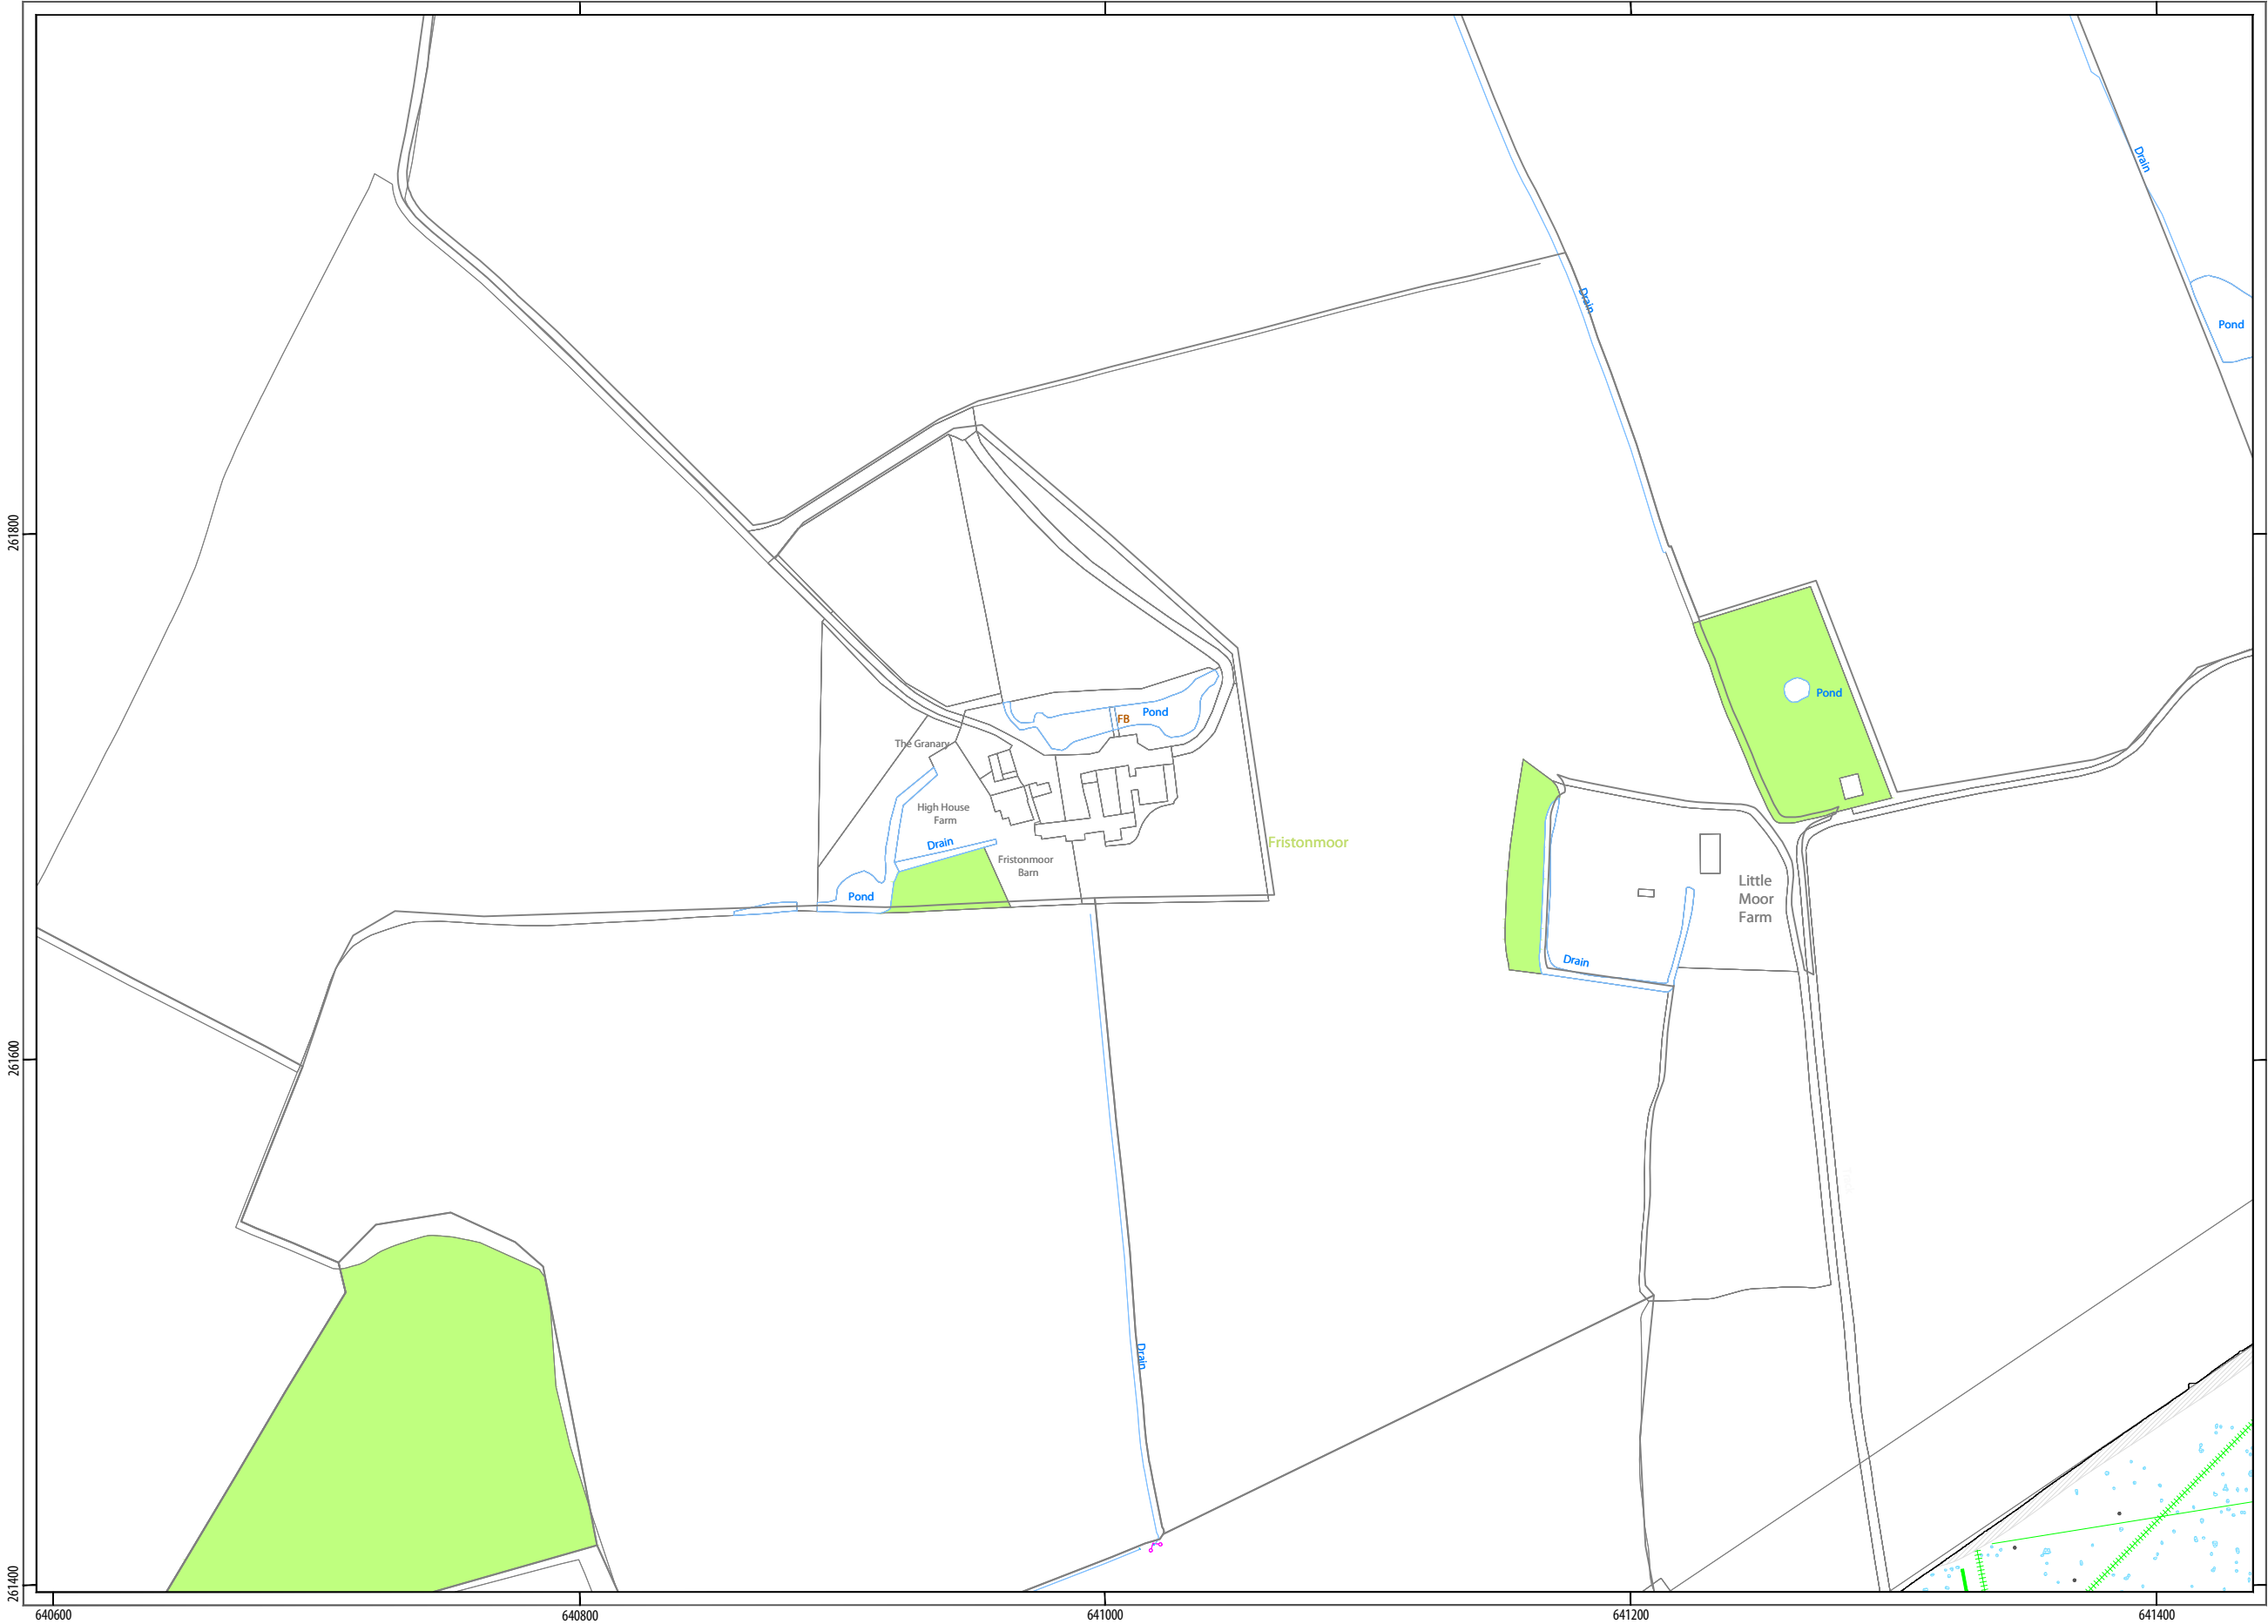 Drain
Drain
Drain
Pond
261800
Pond
Pond
FB
The Granary
High House
Farm
Drain
Fristonmoor
Fristonmoor
Barn
Little
Moor
Farm
Pond
Drain
261600
Drain
261400
640600
640800
641000
641200
641400